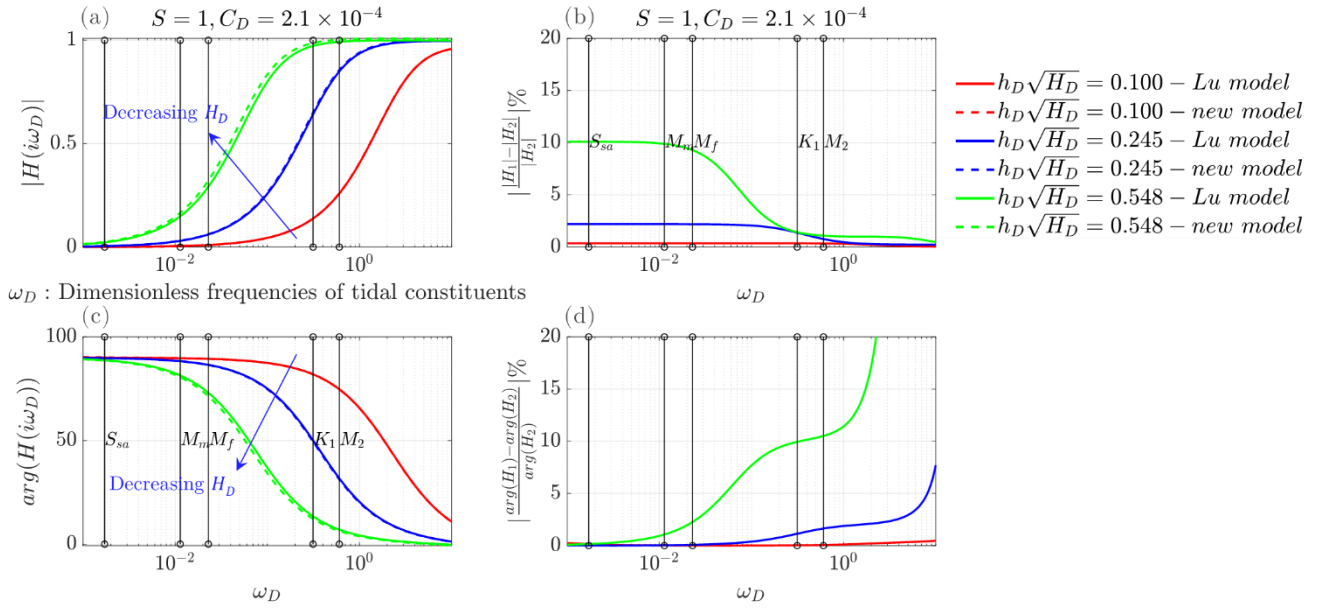 (a)
S = 1, C_D = 2.1 × 10^{-4}
|H(iω_D)|
1
0.5
0
Decreasing H_D
10^{-2}
10^0
(b)
S = 1, C_D = 2.1 × 10^{-4}
|\frac{|H_1|-|H_2|}{|H_2|}|%
20
15
10
5
0
S_{sa}
M_m
M_f
K_1
M_2
10^{-2}
10^0
ω_D
h_D√H_D = 0.100 − Lu model
h_D√H_D = 0.100 − new model
h_D√H_D = 0.245 − Lu model
h_D√H_D = 0.245 − new model
h_D√H_D = 0.548 − Lu model
h_D√H_D = 0.548 − new model
ω_D : Dimensionless frequencies of tidal constituents
(c)
arg(H(iω_D))
100
50
0
S_{sa}
M_m
M_f
K_1
M_2
Decreasing H_D
10^{-2}
10^0
ω_D
(d)
|\frac{arg(H_1)-arg(H_2)}{arg(H_2)}|%
20
15
10
5
0
10^{-2}
10^0
ω_D